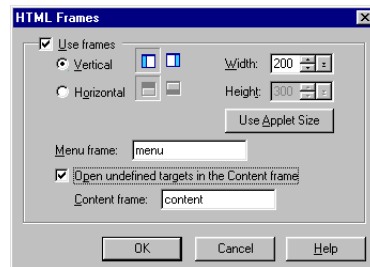 HTML Frames
Use frames
Vertical Width: 200
Horizontal Height: 300
Use Applet Size
Menu frame: menu
Open undefined targets in the Content frame
Content frame: content
OK Cancel Help